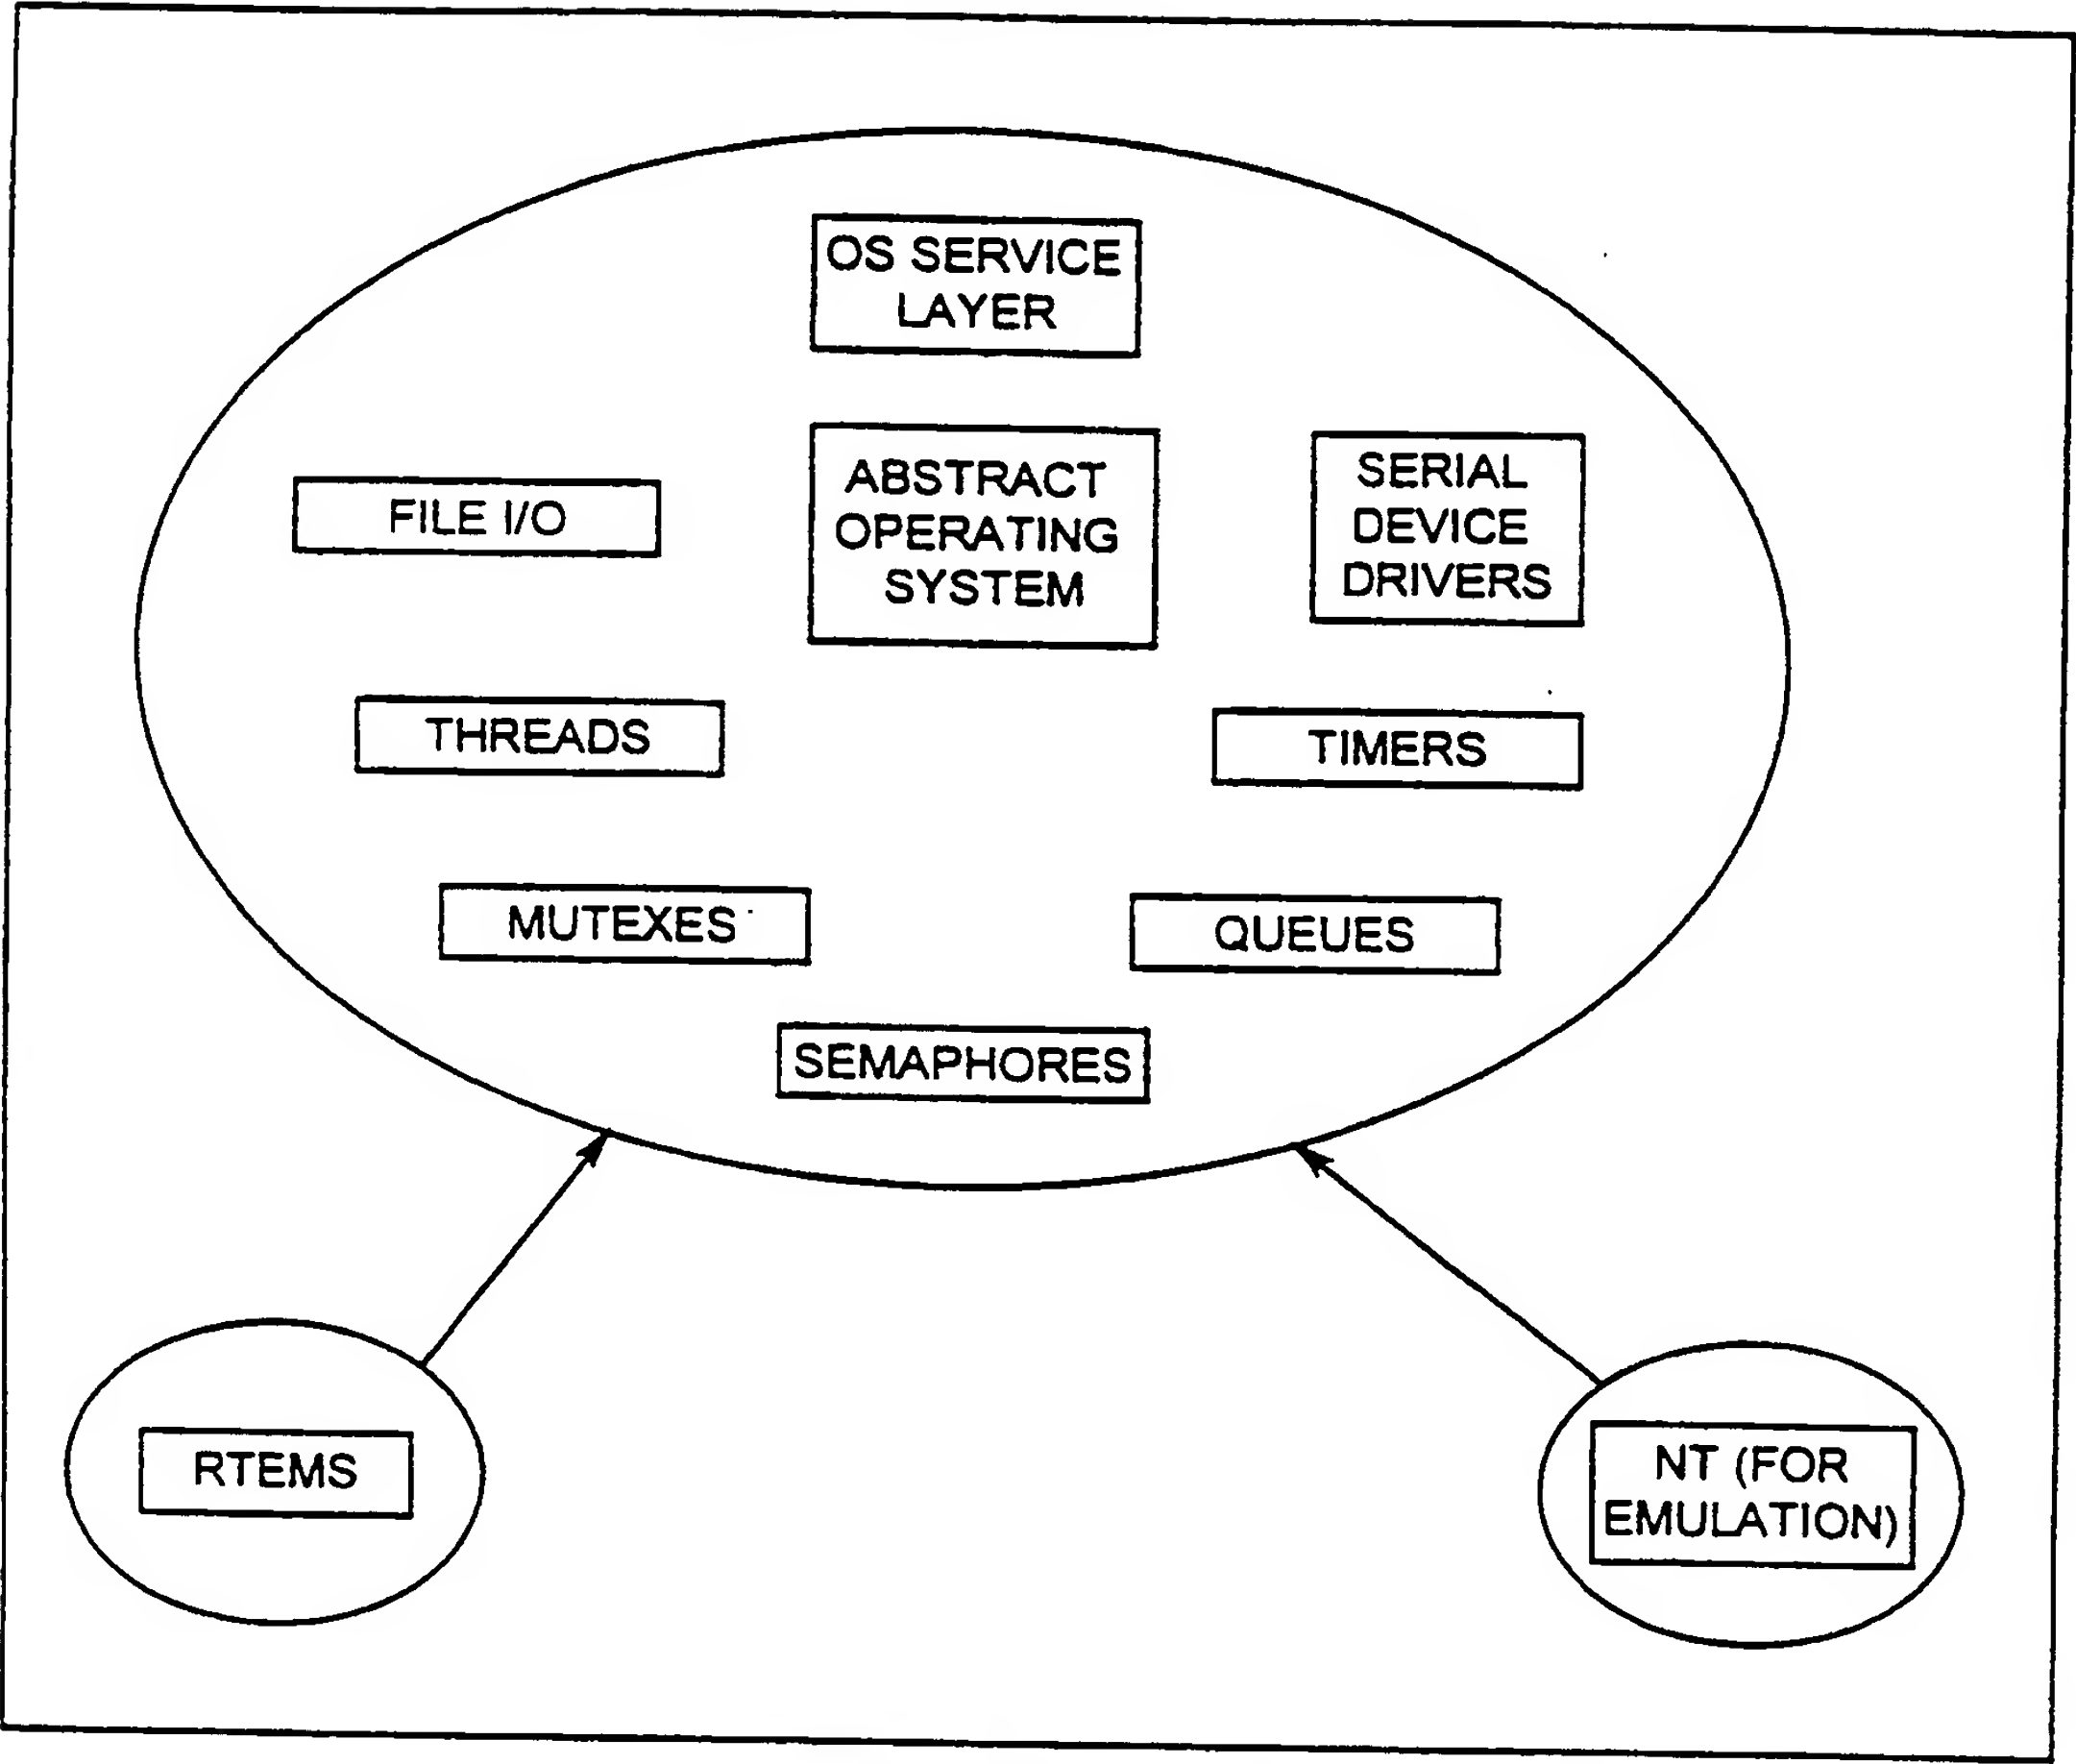 OS SERVICE
LAYER
ABSTRACT
OPERATING
SYSTEM
FILE I/O
SERIAL
DEVICE
DRIVERS
THREADS
TIMERS
MUTEXES
QUEUES
SEMAPHORES
RTEMS
NT (FOR
EMULATION)